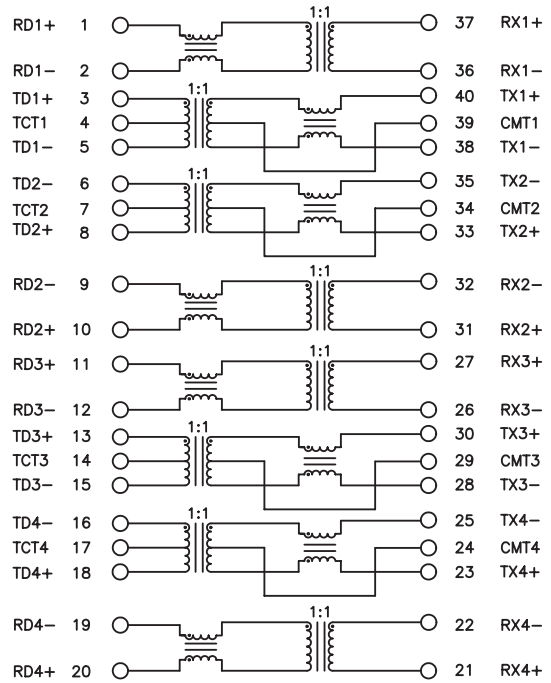 1:1
RD1+ 1 37 RX1+
RD1− 2 36 RX1−
1:1
TD1+ 3 40 TX1+
TCT1 4 39 CMT1
TD1− 5 38 TX1−
1:1
TD2− 6 35 TX2−
TCT2 7 34 CMT2
TD2+ 8 33 TX2+
1:1
RD2− 9 32 RX2−
RD2+ 10 31 RX2+
1:1
RD3+ 11 27 RX3+
RD3− 12 26 RX3−
1:1
TD3+ 13 30 TX3+
TCT3 14 29 CMT3
TD3− 15 28 TX3−
1:1
TD4− 16 25 TX4−
TCT4 17 24 CMT4
TD4+ 18 23 TX4+
1:1
RD4− 19 22 RX4−
RD4+ 20 21 RX4+